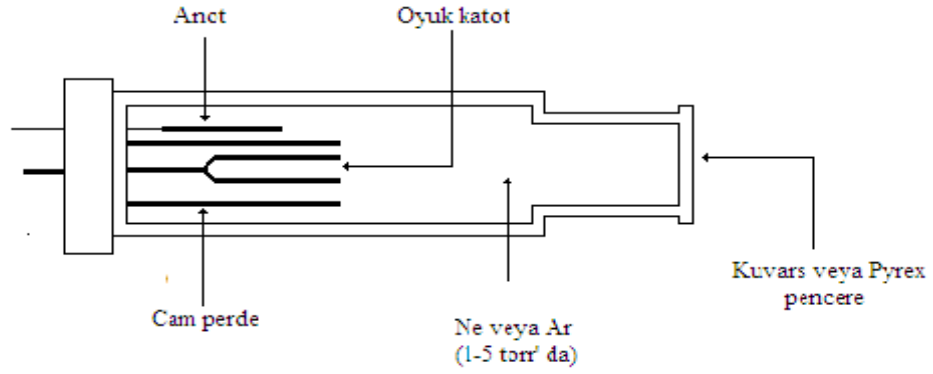 Anct
Oyuk katot
Kuvars veya Pyrex
pencere
Cam perde
Ne veya Ar
(1-5 torr' da)